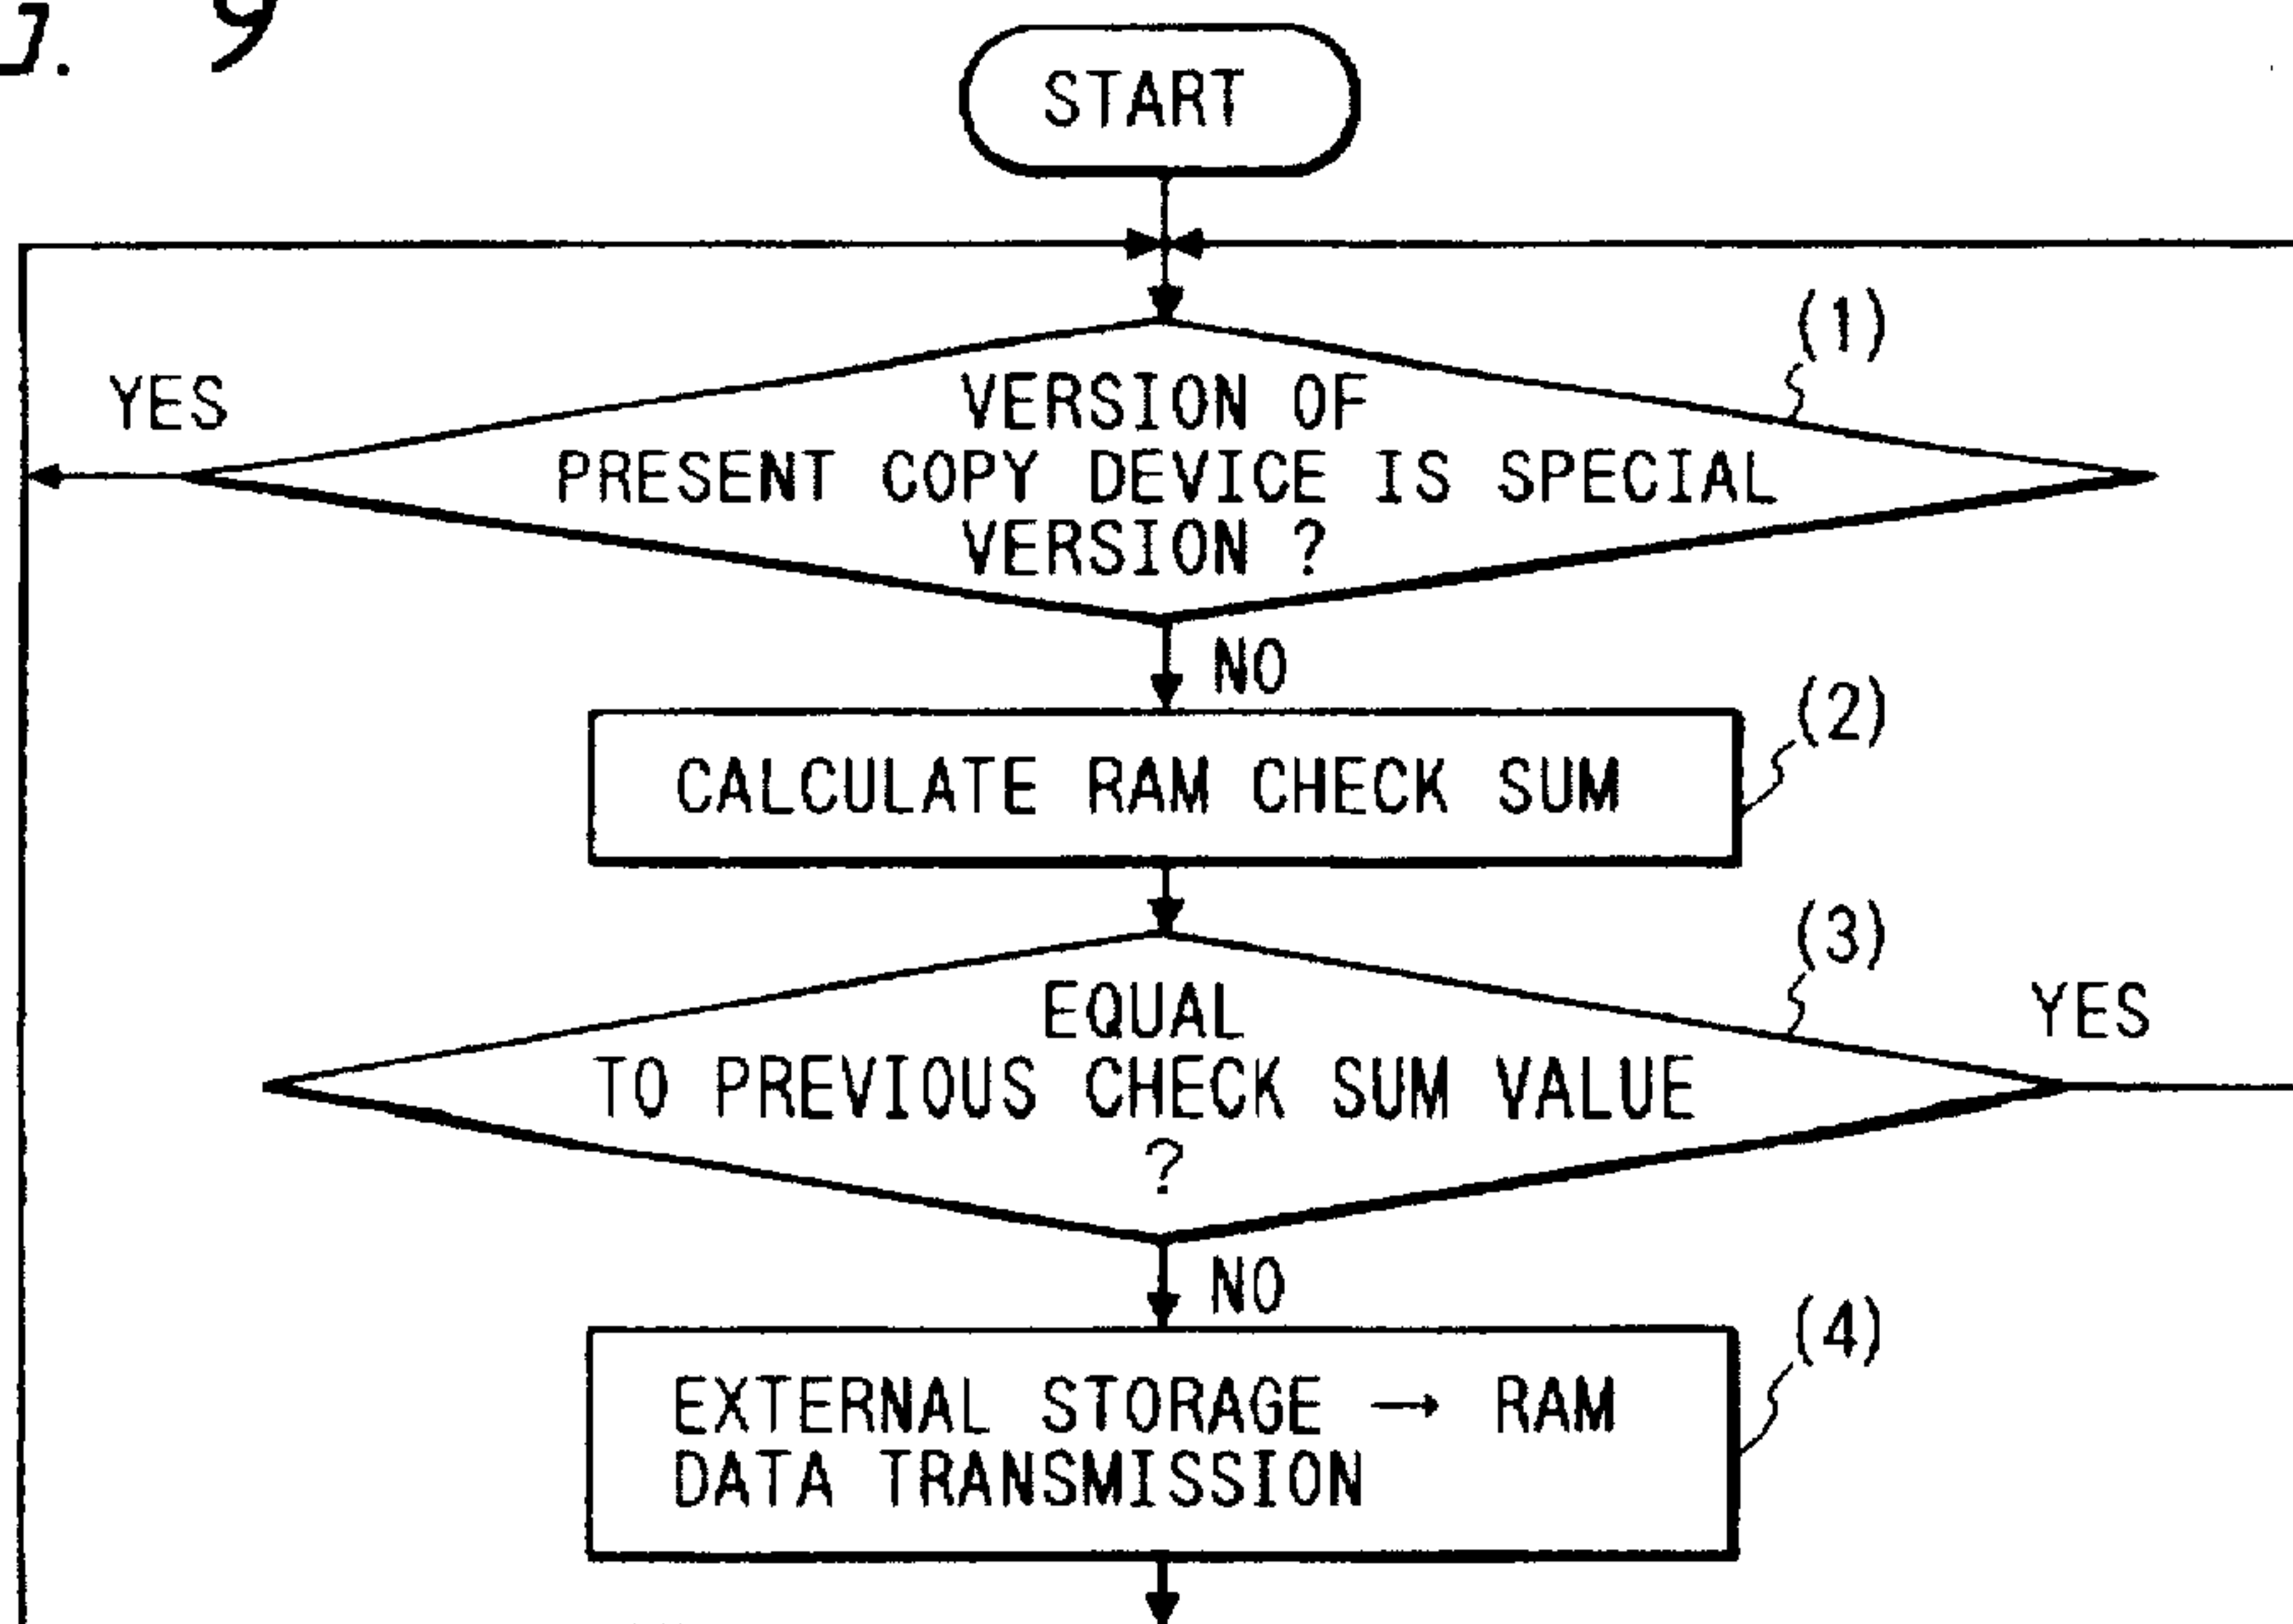 9
START
(1)
YES
VERSION OF
PRESENT COPY DEVICE IS SPECIAL
VERSION ?
NO
(2)
CALCULATE RAM CHECK SUM
(3)
EQUAL
YES
TO PREVIOUS CHECK SUM VALUE
?
NO
(4)
EXTERNAL STORAGE → RAM
DATA TRANSMISSION